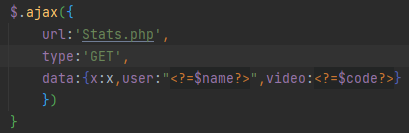 $.ajax({
url:'Stats.php',
type:'GET',
data:{x:x,user:"<?=$name?>",video:<?=$code?>}
})
}